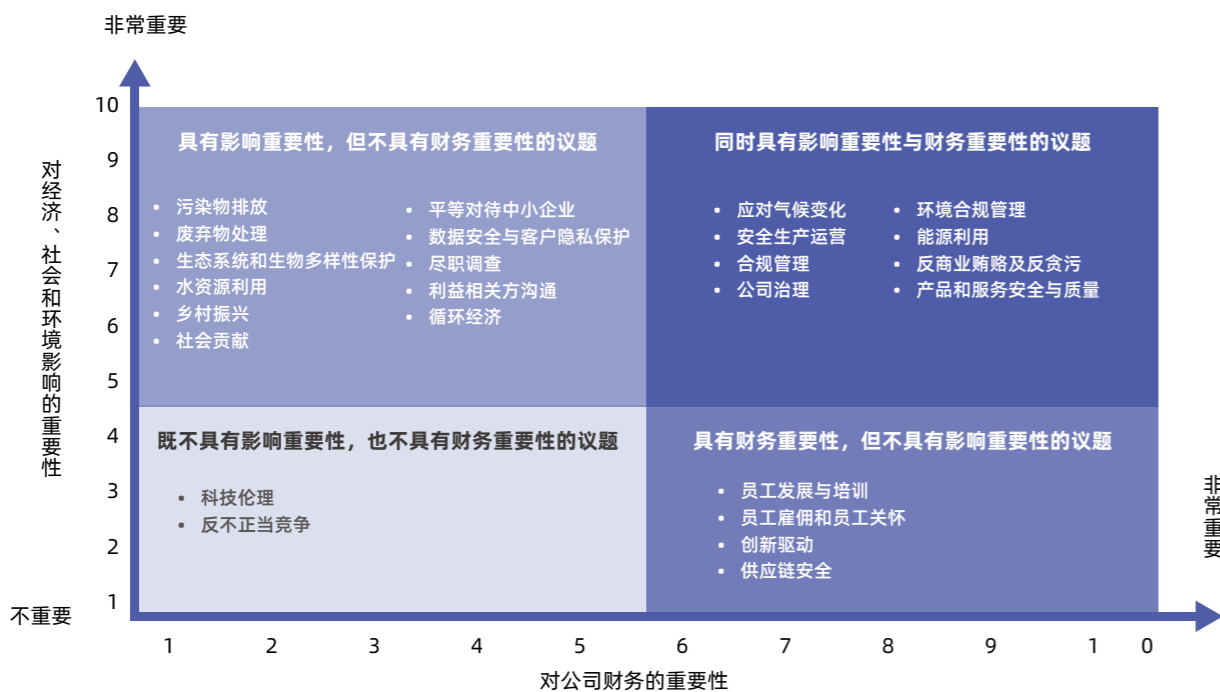 非常重要
对经济、社会和环境影响的重要性
10
9
8
7
6
5
4
3
2
1
不重要
具有影响重要性，但不具有财务重要性的议题
• 污染物排放
• 废弃物处理
• 生态系统和生物多样性保护
• 水资源利用
• 乡村振兴
• 社会贡献
• 平等对待中小企业
• 数据安全与客户隐私保护
• 尽职调查
• 利益相关方沟通
• 循环经济
同时具有影响重要性与财务重要性的议题
• 应对气候变化
• 安全生产运营
• 合规管理
• 公司治理
• 环境合规管理
• 能源利用
• 反商业贿赂及反贪污
• 产品和服务安全与质量
既不具有影响重要性，也不具有财务重要性的议题
• 科技伦理
• 反不正当竞争
具有财务重要性，但不具有影响重要性的议题
• 员工发展与培训
• 员工雇佣和员工关怀
• 创新驱动
• 供应链安全
非常重要
1 2 3 4 5 6 7 8 9 1 0
对公司财务的重要性